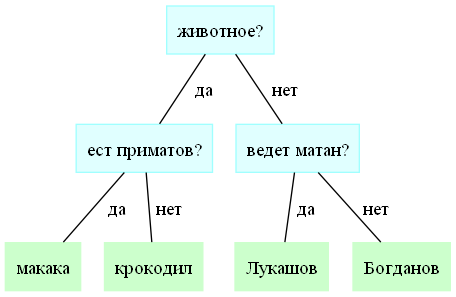 животное?
да
нет
ест приматов?
ведет матан?
да
нет
да
нет
макака
крокодил
Лукашов
Богданов